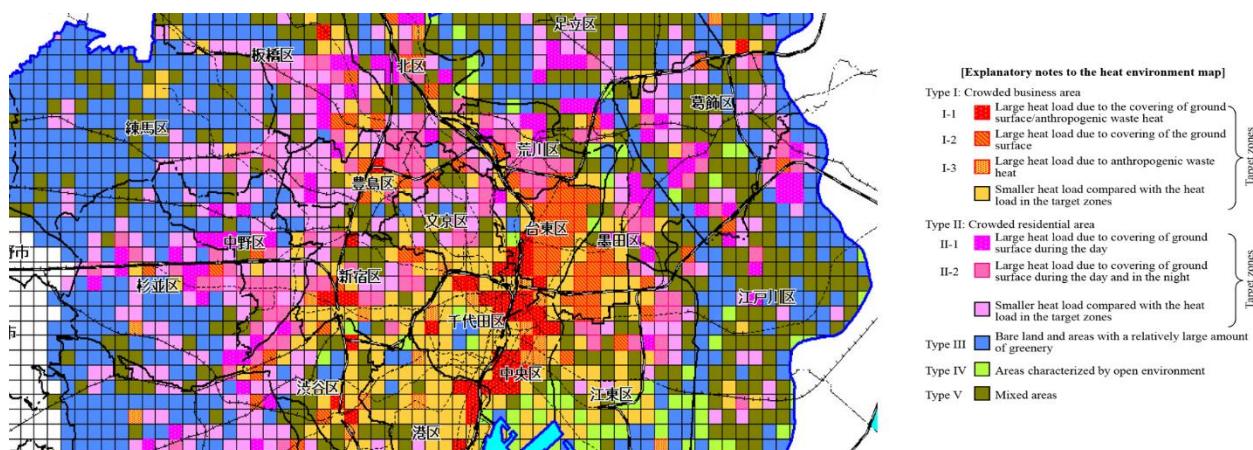 足立区
板橋区
北区
葛飾区
練馬区
荒川区
豊島区
文京区
台東区
墨田区
中野区
野市
杉並区
新宿区
江戸川区
千代田区
市
中央区
渋谷区
江東区
港区
[Explanatory notes to the heat environment map]
Type I: Crowded business area
I-1 Large heat load due to the covering of ground
surface/anthropogenic waste heat
I-2 Large heat load due to covering of the ground
surface
I-3 Large heat load due to anthropogenic waste
heat
Smaller heat load compared with the heat
load in the target zones
Target zones
Type II: Crowded residential area
II-1 Large heat load due to covering of ground
surface during the day
II-2 Large heat load due to covering of ground
surface during the day and in the night
Smaller heat load compared with the heat
load in the target zones
Target zones
Type III Bare land and areas with a relatively large amount
of greenery
Type IV Areas characterized by open environment
Type V Mixed areas